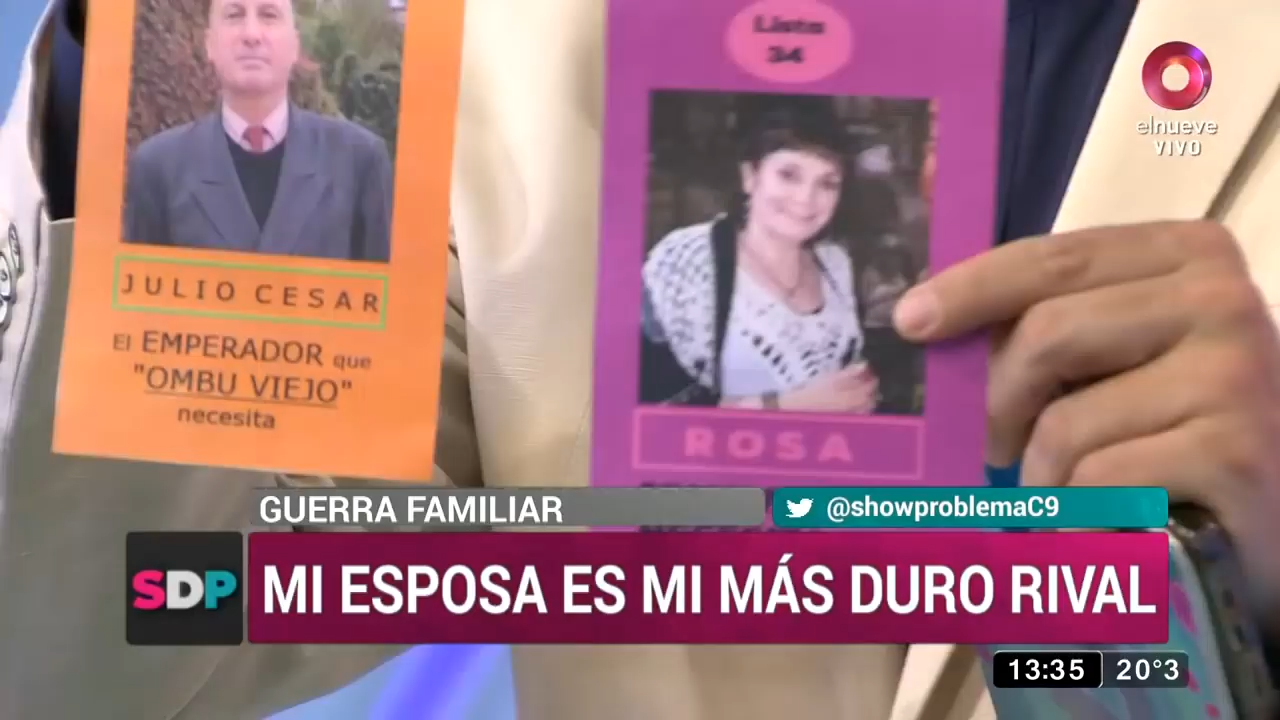 Lista
34
elnueve
VIVO
JULIO CESAR
El EMPERADOR que
"OMBU VIEJO"
necesita
ROSA
GUERRA FAMILIAR
@showproblemaC9
SDP
MI ESPOSA ES MI MÁS DURO RIVAL
13:35 20°3